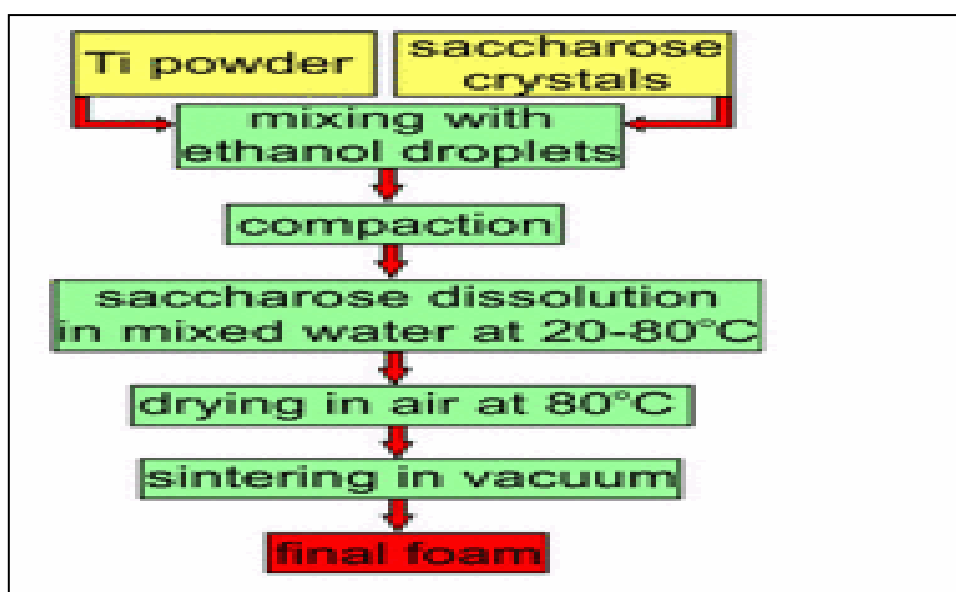 Ti powder
saccharose
crystals
mixing with
ethanol droplets
compaction
saccharose dissolution
in mixed water at 20-80°C
drying in air at 80°C
sintering in vacuum
final foam